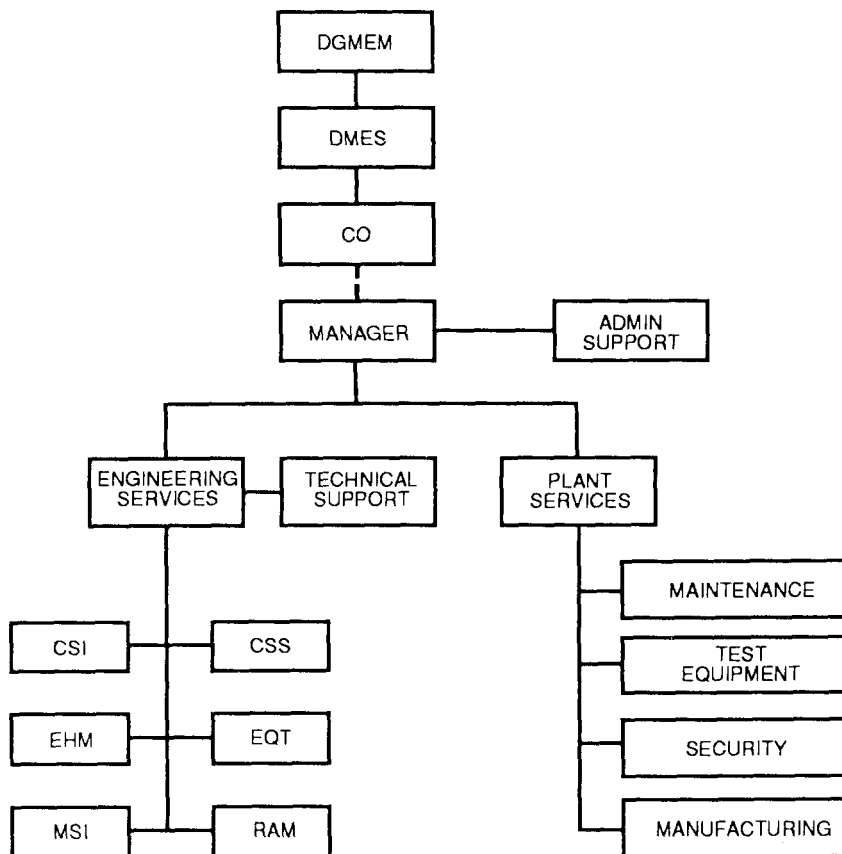 DGMEM
DMES
CO
MANAGER
ADMIN
SUPPORT
ENGINEERING
SERVICES
TECHNICAL
SUPPORT
PLANT
SERVICES
MAINTENANCE
CSI
CSS
TEST
EQUIPMENT
EHM
EQT
SECURITY
MSI
RAM
MANUFACTURING